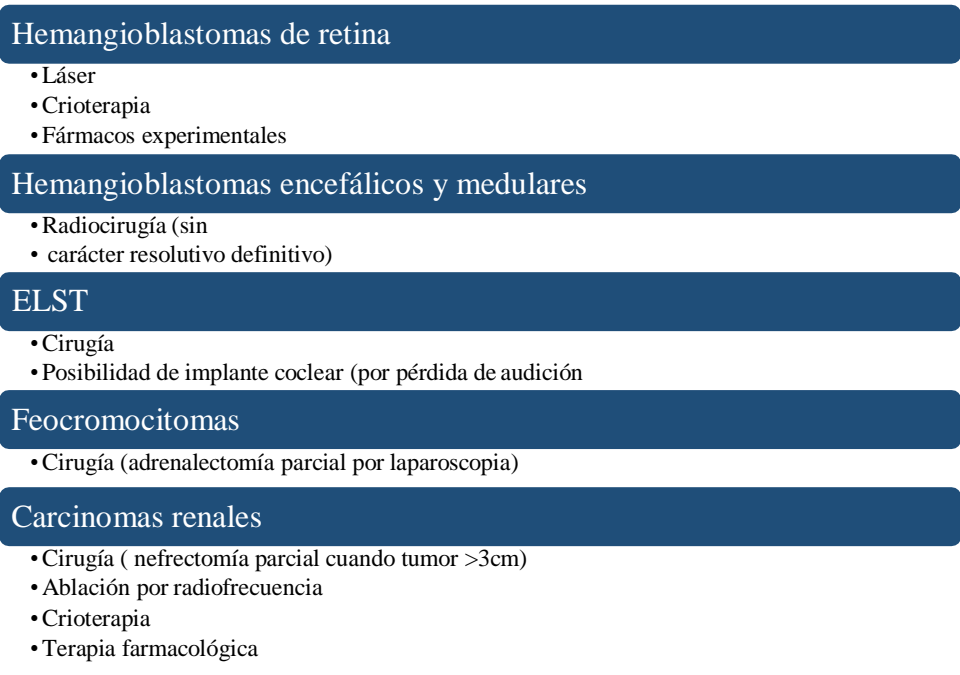 Hemangioblastomas de retina
• Láser
• Crioterapia
• Fármacos experimentales
Hemangioblastomas encefálicos y medulares
• Radiocirugía (sin
• carácter resolutivo definitivo)
ELST
• Cirugía
• Posibilidad de implante coclear (por pérdida de audición
Feocromocitomas
• Cirugía (adrenalectomía parcial por laparoscopia)
Carcinomas renales
• Cirugía ( nefrectomía parcial cuando tumor >3cm)
• Ablación por radiofrecuencia
• Crioterapia
• Terapia farmacológica